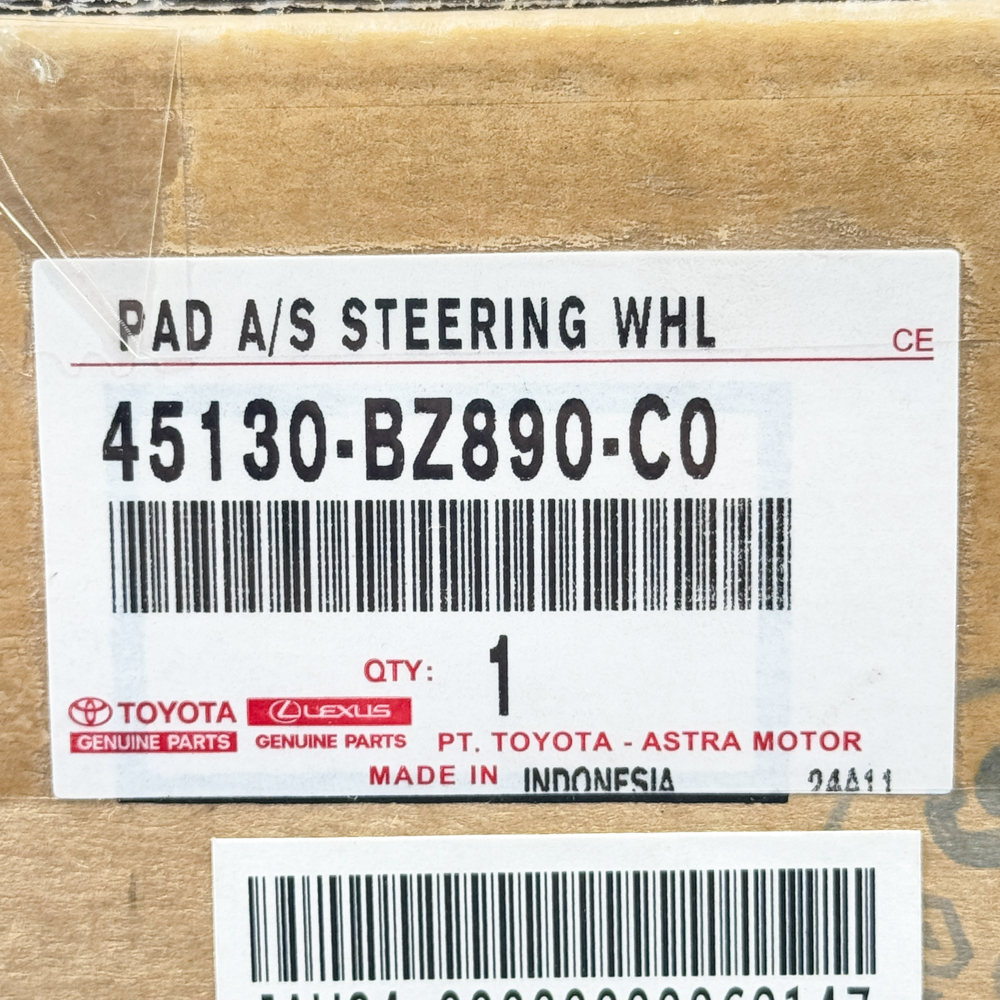 PAD A/S STEERING WHL
CE
45130-BZ890-C0
QTY: 1
TOYOTA LEXUS
GENUINE PARTS GENUINE PARTS
PT. TOYOTA - ASTRA MOTOR
MADE IN INDONESIA 24A11